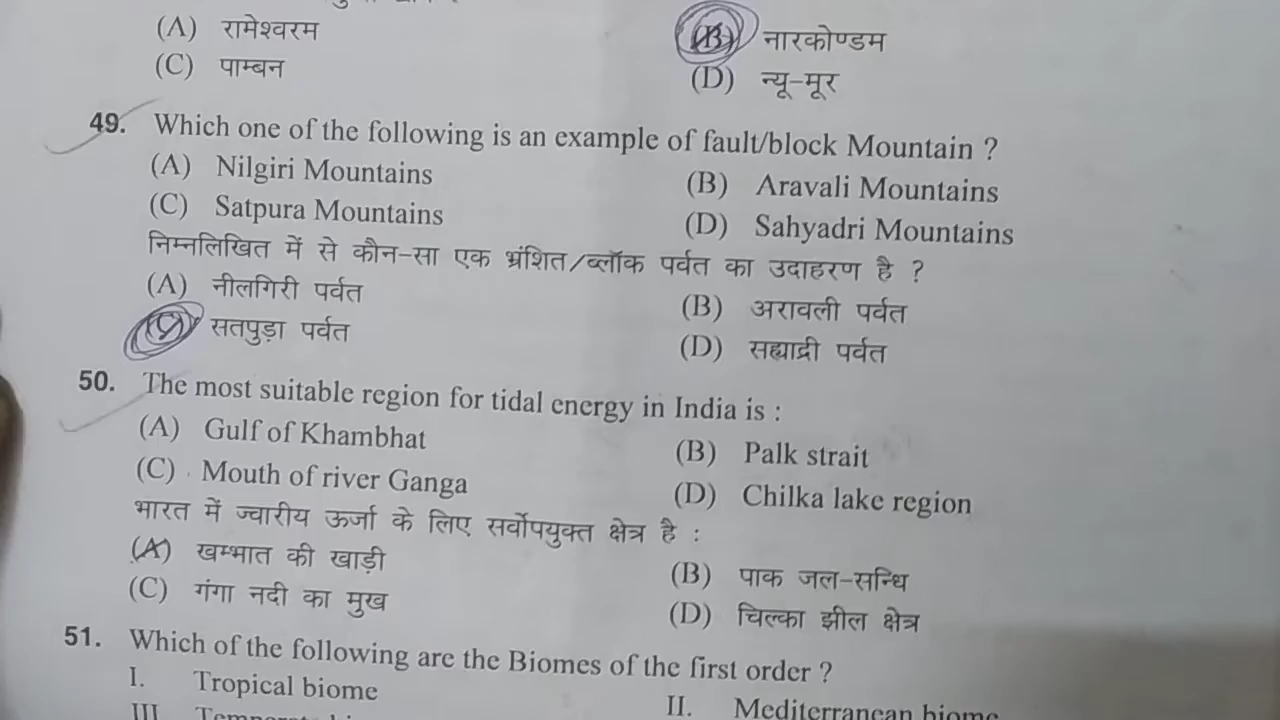 (A) रामेश्वरम (B) नारकोण्डम
(C) पाम्बन (D) न्यू-मूर
49. Which one of the following is an example of fault/block Mountain ?
(A) Nilgiri Mountains (B) Aravali Mountains
(C) Satpura Mountains (D) Sahyadri Mountains
निम्नलिखित में से कौन-सा एक भ्रंशित/ब्लॉक पर्वत का उदाहरण है ?
(A) नीलगिरी पर्वत (B) अरावली पर्वत
(C) सतपुड़ा पर्वत (D) सह्याद्री पर्वत
50. The most suitable region for tidal energy in India is :
(A) Gulf of Khambhat (B) Palk strait
(C) Mouth of river Ganga (D) Chilka lake region
भारत में ज्वारीय ऊर्जा के लिए सर्वोपयुक्त क्षेत्र है :
(A) खम्भात की खाड़ी (B) पाक जल-सन्धि
(C) गंगा नदी का मुख (D) चिल्का झील क्षेत्र
51. Which of the following are the Biomes of the first order ?
I. Tropical biome II. Mediterranean biome
III